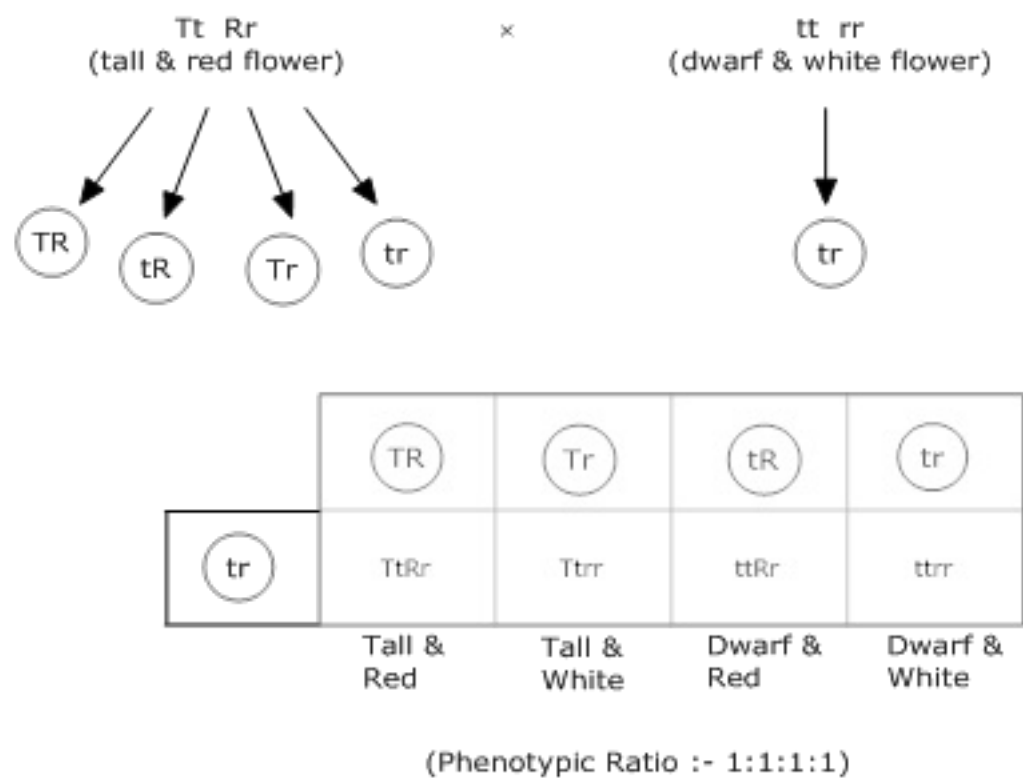 Tt Rr × tt rr
(tall & red flower) (dwarf & white flower)
TR tR Tr tr tr
TR Tr tR tr
tr TtRr Ttrr ttRr ttrr
Tall & Tall & Dwarf & Dwarf &
Red White Red White
(Phenotypic Ratio :- 1:1:1:1)